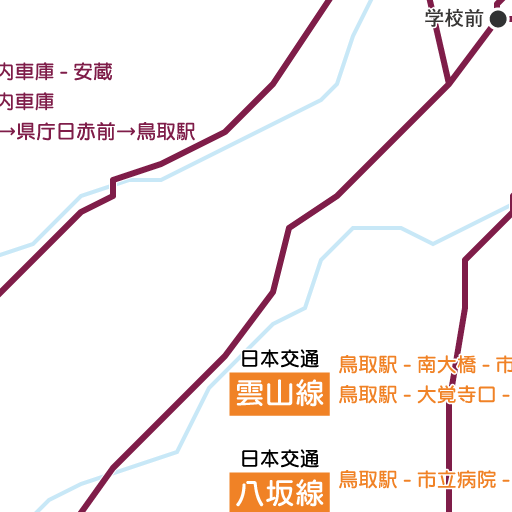 学校前
内車庫 - 安蔵
内車庫
→県庁日赤前→鳥取駅
日本交通
雲山線
鳥取駅 - 南大橋 - 市
鳥取駅 - 大覚寺口 -
日本交通
八坂線
鳥取駅 - 市立病院 -